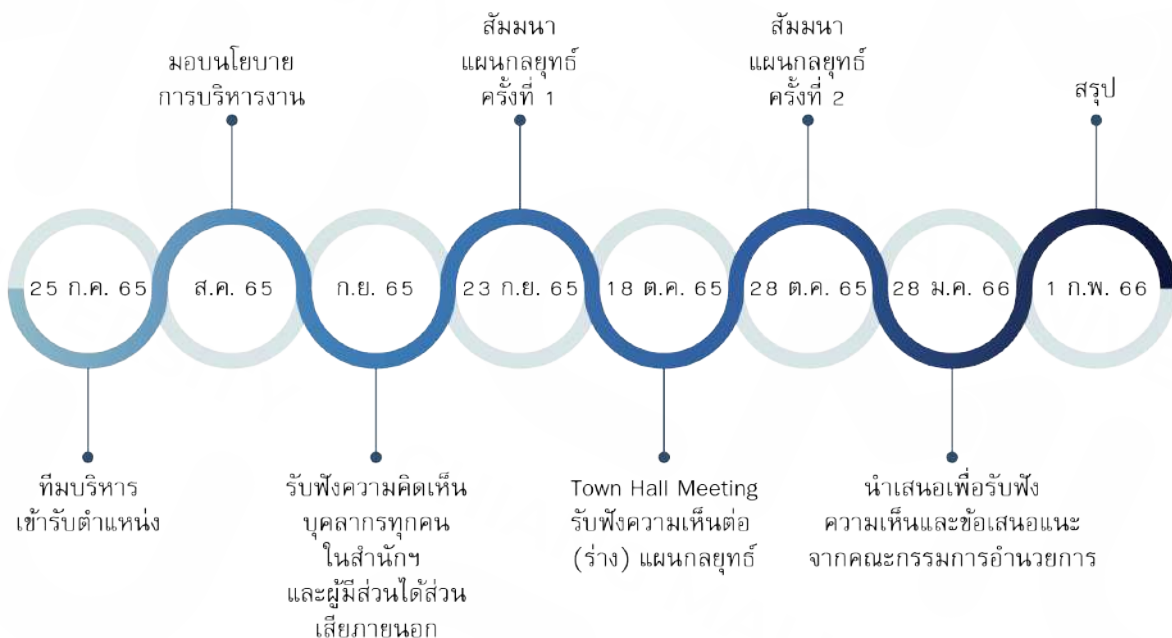 มอบนโยบาย
การบริหารงาน
สัมมนา
แผนกลยุทธ์
ครั้งที่ 1
สัมมนา
แผนกลยุทธ์
ครั้งที่ 2
สรุป
25 ก.ค. 65
ส.ค. 65
ก.ย. 65
23 ก.ย. 65
18 ต.ค. 65
28 ต.ค. 65
28 ม.ค. 66
1 ก.พ. 66
ทีมบริหาร
เข้ารับตำแหน่ง
รับฟังความคิดเห็น
บุคลากรทุกคน
ในสำนักฯ
และผู้มีส่วนได้ส่วน
เสียภายนอก
Town Hall Meeting
รับฟังความเห็นต่อ
(ร่าง) แผนกลยุทธ์
นำเสนอเพื่อรับฟัง
ความเห็นและข้อเสนอแนะ
จากคณะกรรมการอำนวยการ